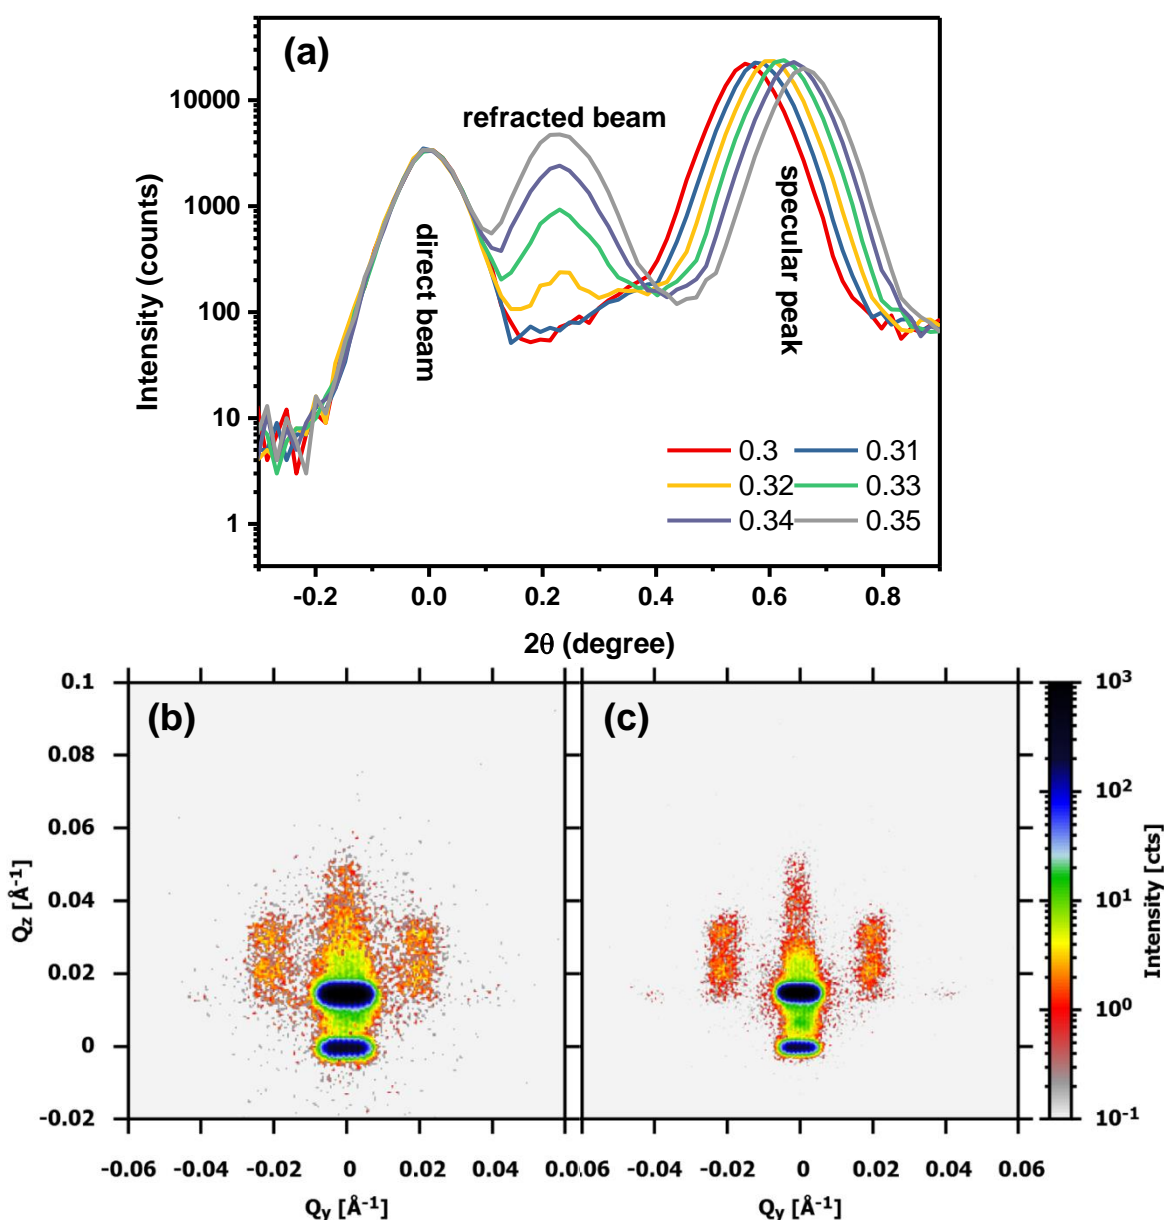 (a)
Intensity (counts)
10000
1000
100
10
1
refracted beam
direct beam
specular peak
0.3 0.31
0.32 0.33
0.34 0.35
-0.2 0.0 0.2 0.4 0.6 0.8
2θ (degree)
(b) (c)
Q_z [Å⁻¹]
0.1
0.08
0.06
0.04
0.02
0
-0.02
-0.06 -0.04 -0.02 0 0.02 0.04 0.0
.06 -0.04 -0.02 0 0.02 0.04 0.06
Q_y [Å⁻¹] Q_y [Å⁻¹]
10³
10²
10¹
10⁰
10⁻¹
Intensity [cts]